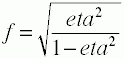 f = √(eta² / (1 − eta²))